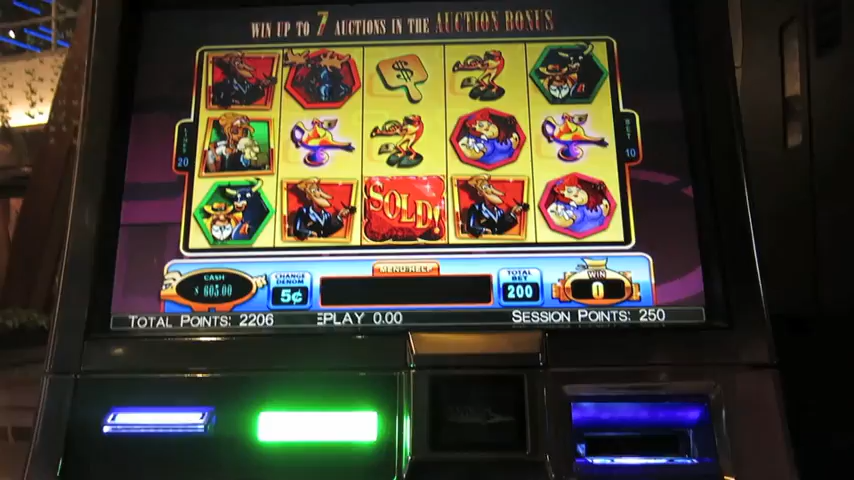 WIN UP TO 7 AUCTIONS IN THE AUCTION BONUS
$
LINES
20
BET
10
SOLD!
CASH
$ 603.00
CHANGE
DENOM
5¢
MENU-HELP
TOTAL
BET
200
WIN
0
TOTAL POINTS: 2206
EPLAY 0.00
SESSION POINTS: 250